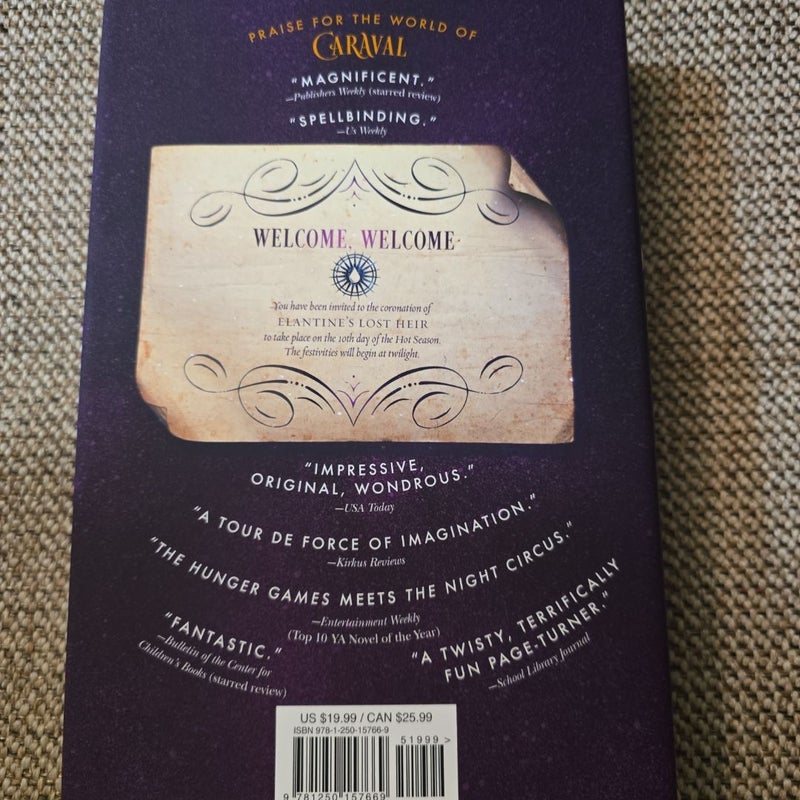 PRAISE FOR THE WORLD OF
CARAVAL
"MAGNIFICENT."
—Publishers Weekly (starred review)
"SPELLBINDING."
—Us Weekly
WELCOME, WELCOME
You have been invited to the coronation of
ELANTINE'S LOST HEIR
to take place on the 10th day of the Hot Season.
The festivities will begin at twilight.
"IMPRESSIVE,
ORIGINAL, WONDROUS."
—USA Today
"A TOUR DE FORCE OF IMAGINATION."
—Kirkus Reviews
"THE HUNGER GAMES MEETS THE NIGHT CIRCUS."
—Entertainment Weekly
(Top 10 YA Novel of the Year)
"FANTASTIC."
—Bulletin of the Center for
Children's Books (starred review)
"A TWISTY, TERRIFICALLY
FUN PAGE-TURNER."
—School Library Journal
US $19.99 / CAN $25.99
ISBN 978-1-250-15766-9
51999 >
9 781250 157669